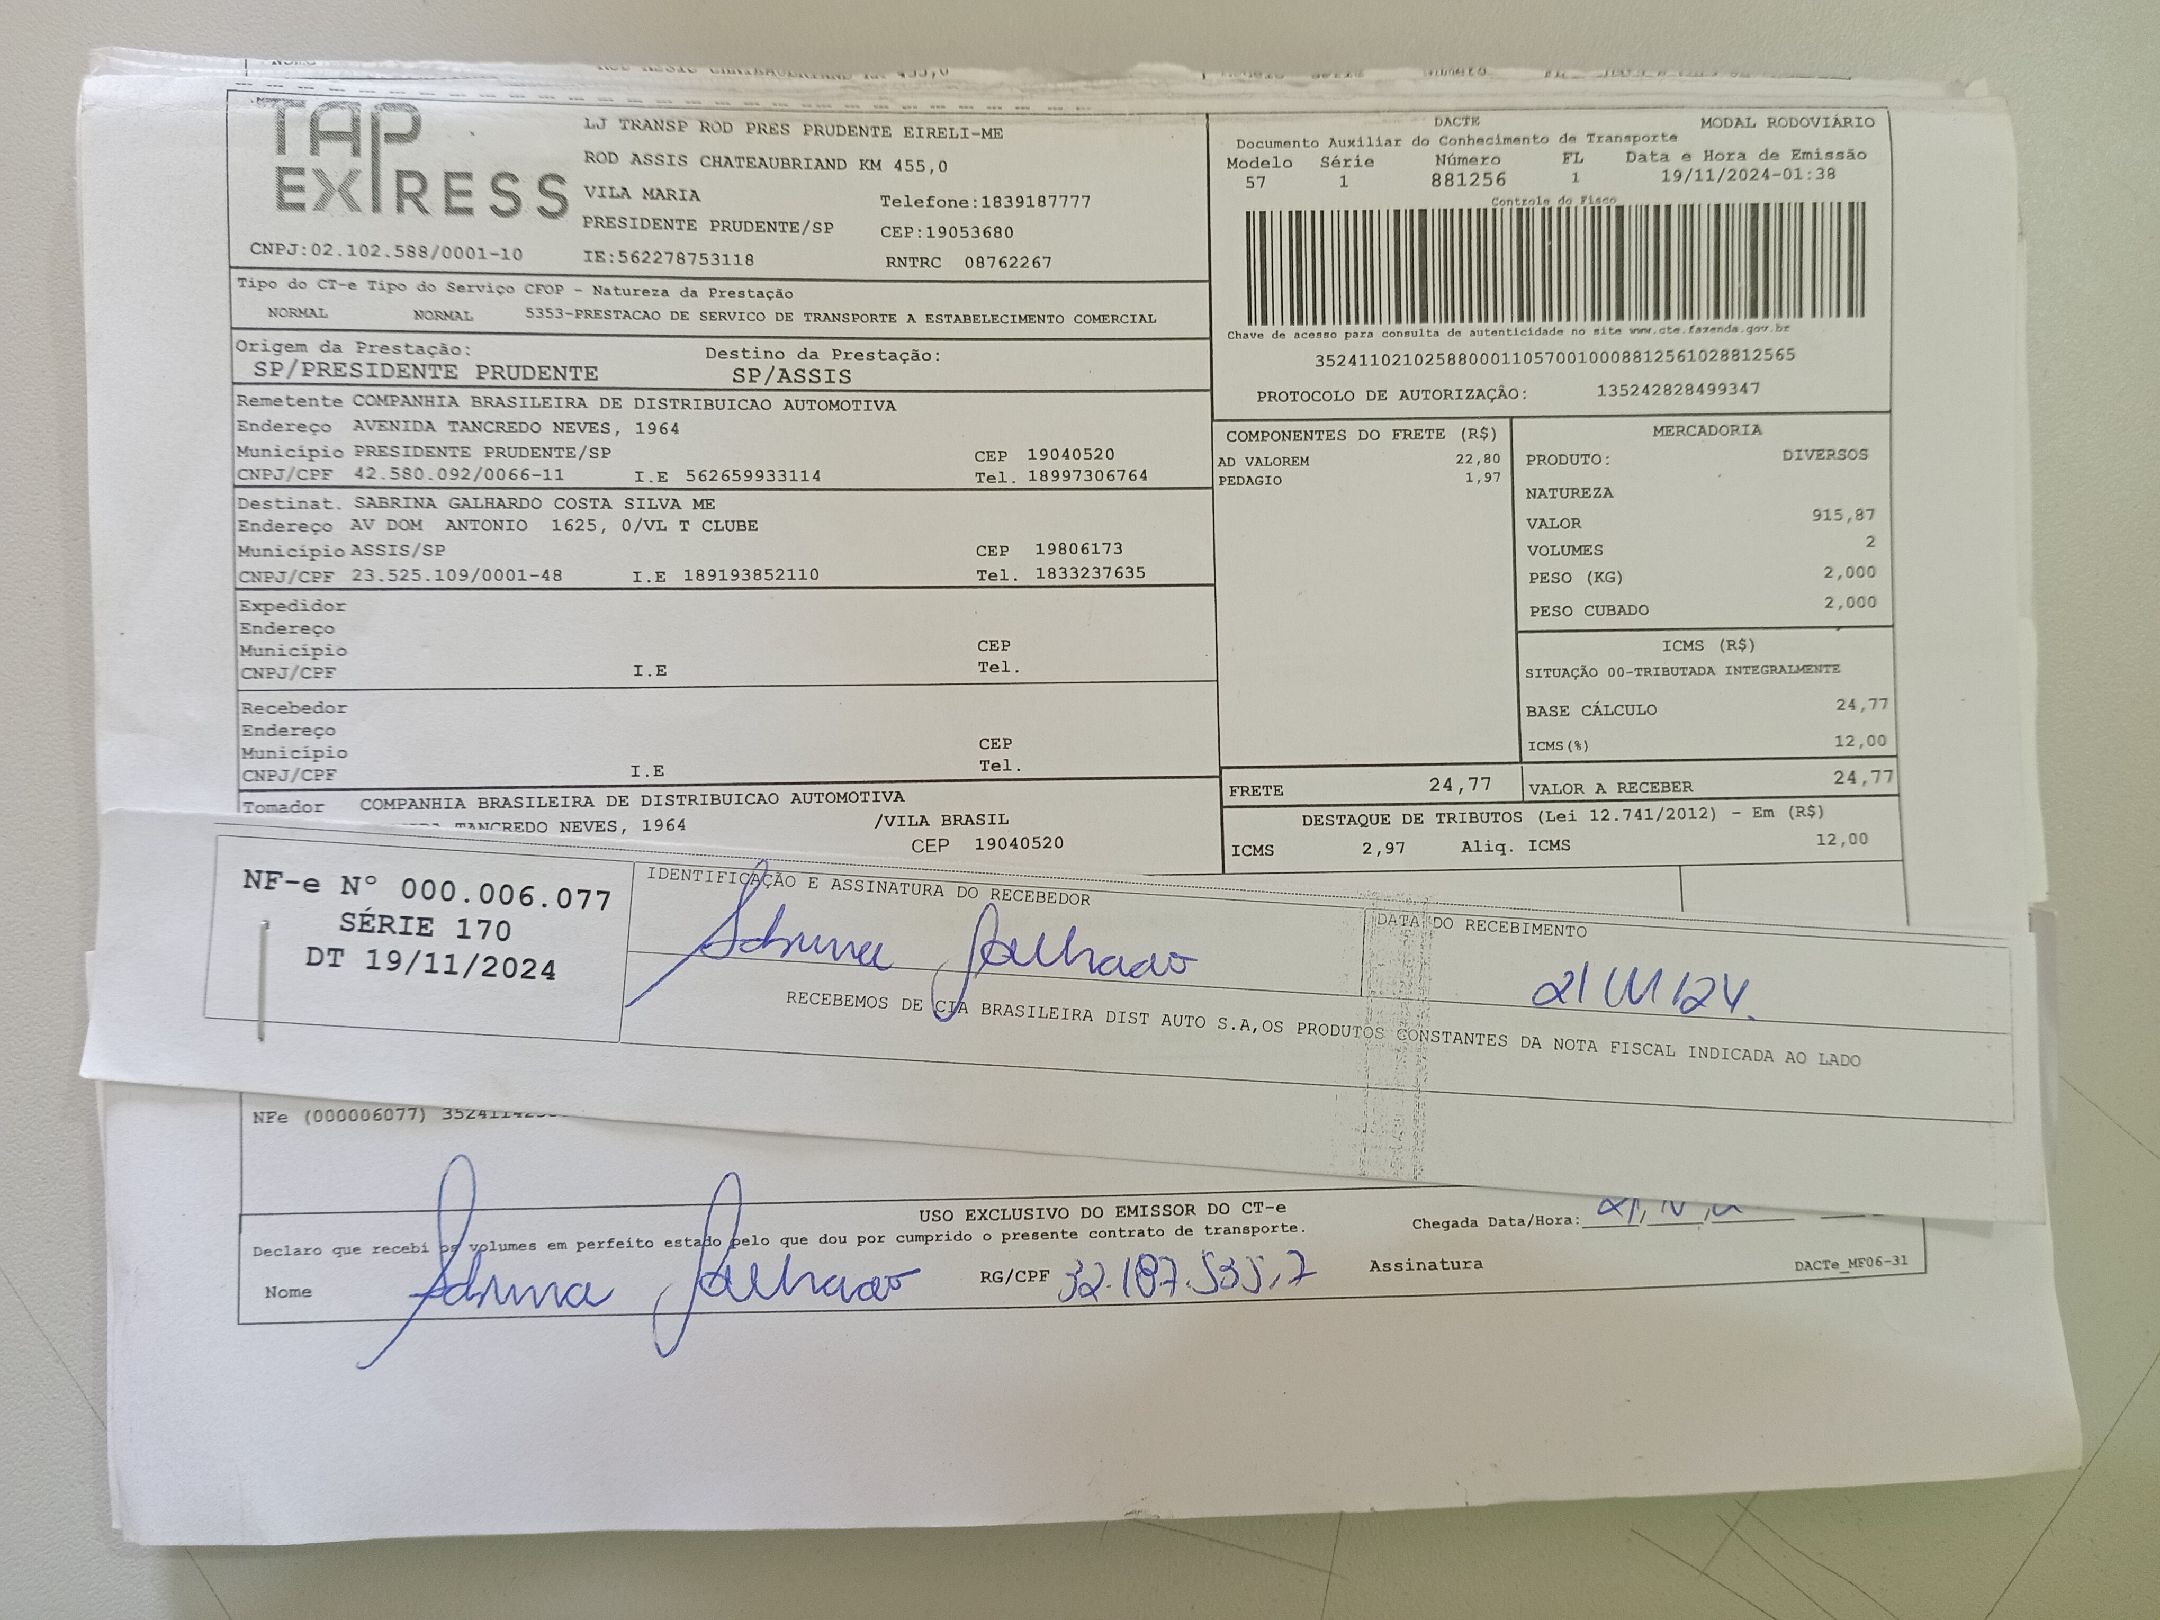 TAP
EXPRESS
CNPJ:02.102.588/0001-10
LJ TRANSP ROD PRES PRUDENTE EIRELI-ME
ROD ASSIS CHATEAUBRIAND KM 455,0
VILA MARIA
Telefone:1839187777
PRESIDENTE PRUDENTE/SP CEP:19053680
IE:562278753118 RNTRC 08762267
DACTE MODAL RODOVIÁRIO
Documento Auxiliar do Conhecimento de Transporte
Modelo Série Número FL Data e Hora de Emissão
57 1 881256 1 19/11/2024-01:38
Controle do Fisco
Chave de acesso para consulta de autenticidade no site www.cte.fazenda.gov.br
35241102102588000110570010008812561028812565
PROTOCOLO DE AUTORIZAÇÃO: 135242828499347
Tipo do CT-e Tipo do Serviço CFOP - Natureza da Prestação
NORMAL NORMAL 5353-PRESTACAO DE SERVICO DE TRANSPORTE A ESTABELECIMENTO COMERCIAL
Origem da Prestação: Destino da Prestação:
SP/PRESIDENTE PRUDENTE SP/ASSIS
Remetente COMPANHIA BRASILEIRA DE DISTRIBUICAO AUTOMOTIVA
Endereço AVENIDA TANCREDO NEVES, 1964
Município PRESIDENTE PRUDENTE/SP CEP 19040520
CNPJ/CPF 42.580.092/0066-11 I.E 562659933114 Tel. 18997306764
Destinat. SABRINA GALHARDO COSTA SILVA ME
Endereço AV DOM ANTONIO 1625, 0/VL T CLUBE
Município ASSIS/SP CEP 19806173
CNPJ/CPF 23.525.109/0001-48 I.E 189193852110 Tel. 1833237635
Expedidor
Endereço
Município CEP
CNPJ/CPF I.E Tel.
Recebedor
Endereço
Município CEP
CNPJ/CPF I.E Tel.
Tomador COMPANHIA BRASILEIRA DE DISTRIBUICAO AUTOMOTIVA
TANCREDO NEVES, 1964 /VILA BRASIL
CEP 19040520
COMPONENTES DO FRETE (R$)
AD VALOREM 22,80
PEDAGIO 1,97
MERCADORIA
PRODUTO: DIVERSOS
NATUREZA
VALOR 915,87
VOLUMES 2
PESO (KG) 2,000
PESO CUBADO 2,000
ICMS (R$)
SITUAÇÃO 00-TRIBUTADA INTEGRALMENTE
BASE CÁLCULO 24,77
ICMS(%) 12,00
FRETE 24,77 VALOR A RECEBER 24,77
DESTAQUE DE TRIBUTOS (Lei 12.741/2012) - Em (R$)
ICMS 2,97 Aliq. ICMS 12,00
NF-e Nº 000.006.077
SÉRIE 170
DT 19/11/2024
IDENTIFICAÇÃO E ASSINATURA DO RECEBEDOR
Sabrina Galhardo
DATA DO RECEBIMENTO
21/11/24.
RECEBEMOS DE CIA BRASILEIRA DIST AUTO S.A,OS PRODUTOS CONSTANTES DA NOTA FISCAL INDICADA AO LADO
NFe (000006077)
USO EXCLUSIVO DO EMISSOR DO CT-e
Declaro que recebi os volumes em perfeito estado pelo que dou por cumprido o presente contrato de transporte.
Chegada Data/Hora:
Nome Sabrina Galhardo RG/CPF 32.187.535,7 Assinatura
DACTe_MF06-31